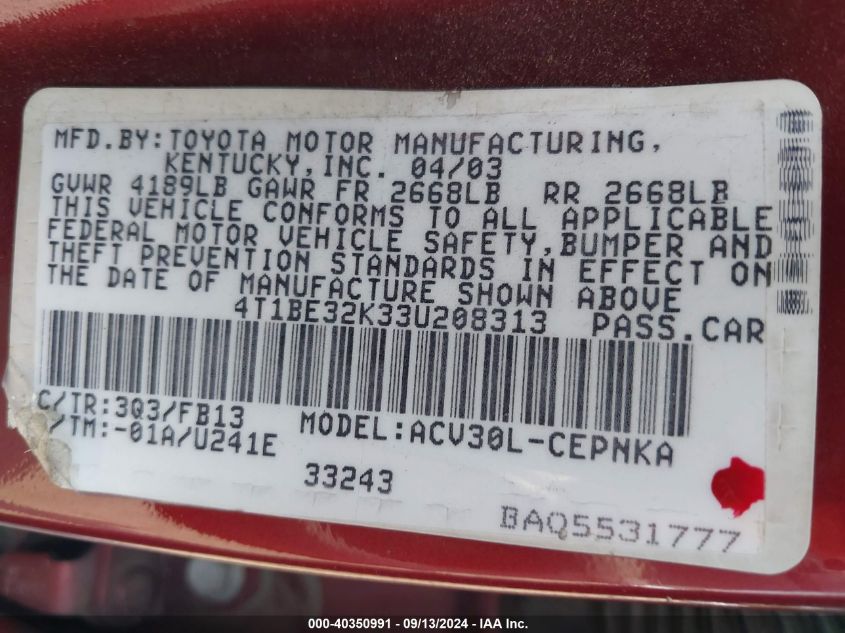 MFD.BY:TOYOTA MOTOR MANUFACTURING,
KENTUCKY,INC. 04/03
GVWR 4189LB GAWR FR 2668LB RR 2668LB
THIS VEHICLE CONFORMS TO ALL APPLICABLE
FEDERAL MOTOR VEHICLE SAFETY,BUMPER AND
THEFT PREVENTION STANDARDS IN EFFECT ON
THE DATE OF MANUFACTURE SHOWN ABOVE
4T1BE32K33U208313 PASS.CAR
C/TR:3Q3/FB13 MODEL:ACV30L-CEPNKA
/TM:-01A/U241E
33243
BAQ5531777
000-40350991 - 09/13/2024 - IAA Inc.